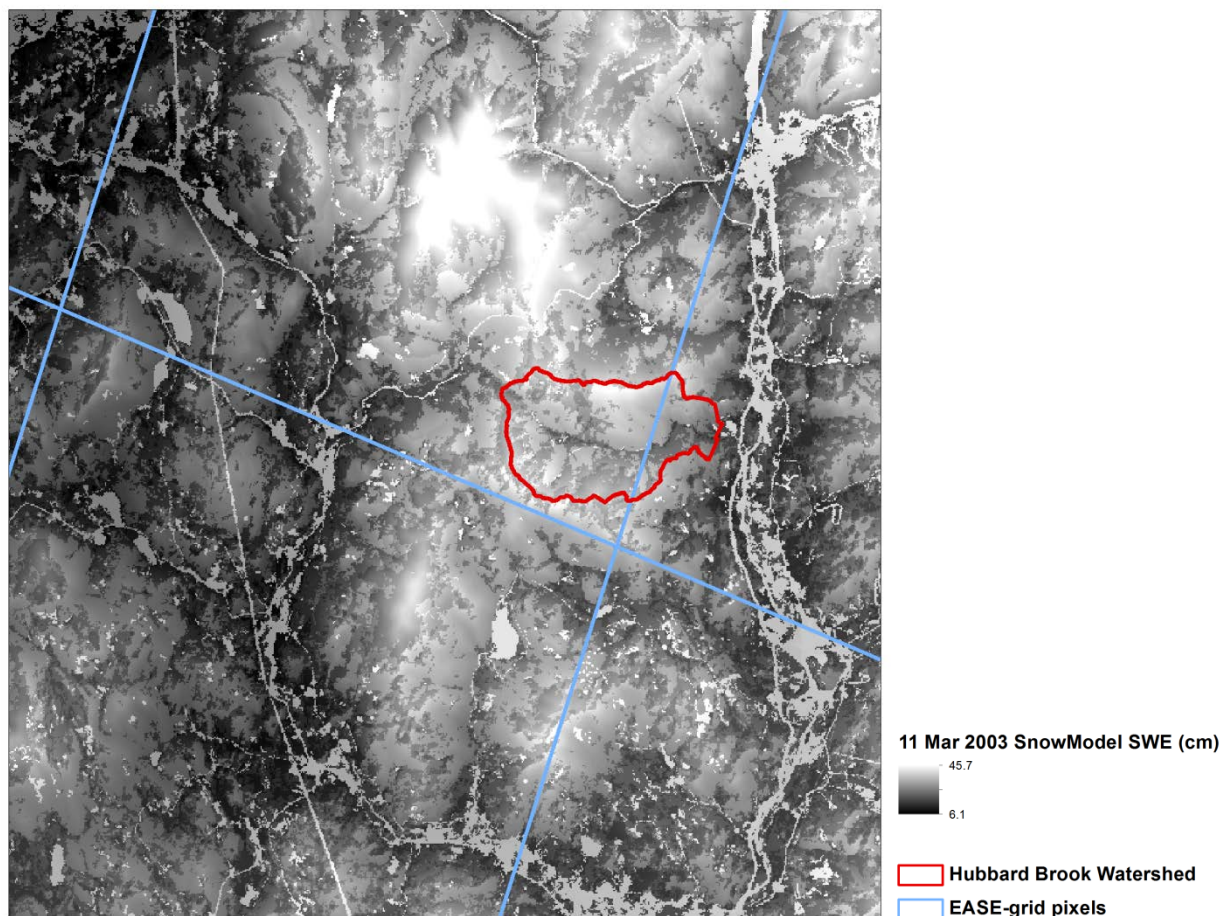 11 Mar 2003 SnowModel SWE (cm)
45.7
6.1
Hubbard Brook Watershed
EASE-grid pixels